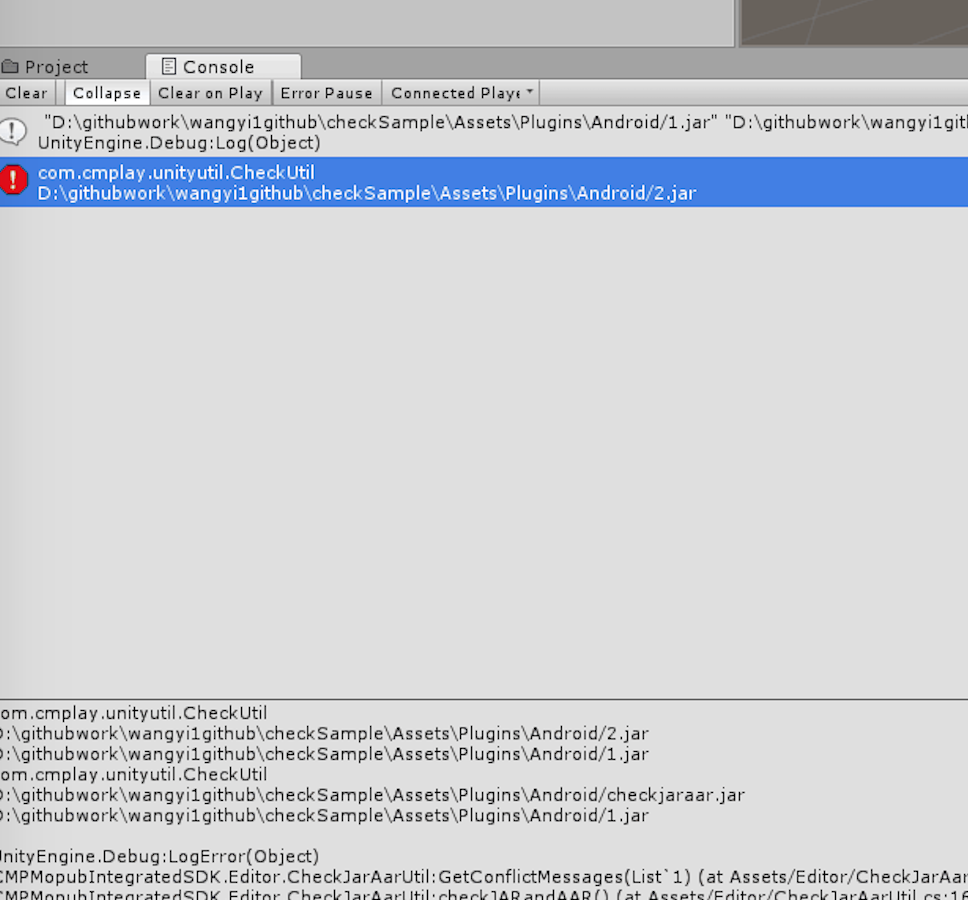 Project
Console
Clear
Collapse
Clear on Play
Error Pause
Connected Playe
"D:\githubwork\wangyi1github\checkSample\Assets\Plugins\Android/1.jar" "D:\githubwork\wangyi1gith
UnityEngine.Debug:Log(Object)
com.cmplay.unityutil.CheckUtil
D:\githubwork\wangyi1github\checkSample\Assets\Plugins\Android/2.jar
om.cmplay.unityutil.CheckUtil
D:\githubwork\wangyi1github\checkSample\Assets\Plugins\Android/2.jar
D:\githubwork\wangyi1github\checkSample\Assets\Plugins\Android/1.jar
om.cmplay.unityutil.CheckUtil
D:\githubwork\wangyi1github\checkSample\Assets\Plugins\Android/checkjaraar.jar
D:\githubwork\wangyi1github\checkSample\Assets\Plugins\Android/1.jar
UnityEngine.Debug:LogError(Object)
CMPMopubIntegratedSDK.Editor.CheckJarAarUtil:GetConflictMessages(List`1) (at Assets/Editor/CheckJarAar
CMPMopubIntegratedSDK.Editor.CheckJarAarUtil:checkJARandAAR() (at Assets/Editor/CheckJarAarUtil.cs:16